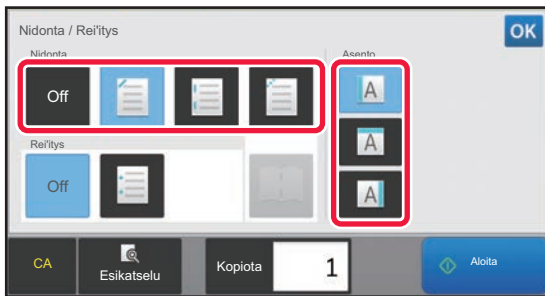 Nidonta / Rei'itys
OK
Nidonta
Asento
Off
A
Rei'itys
A
Off
A
CA
Esikatselu
Kopiota
1
Aloita